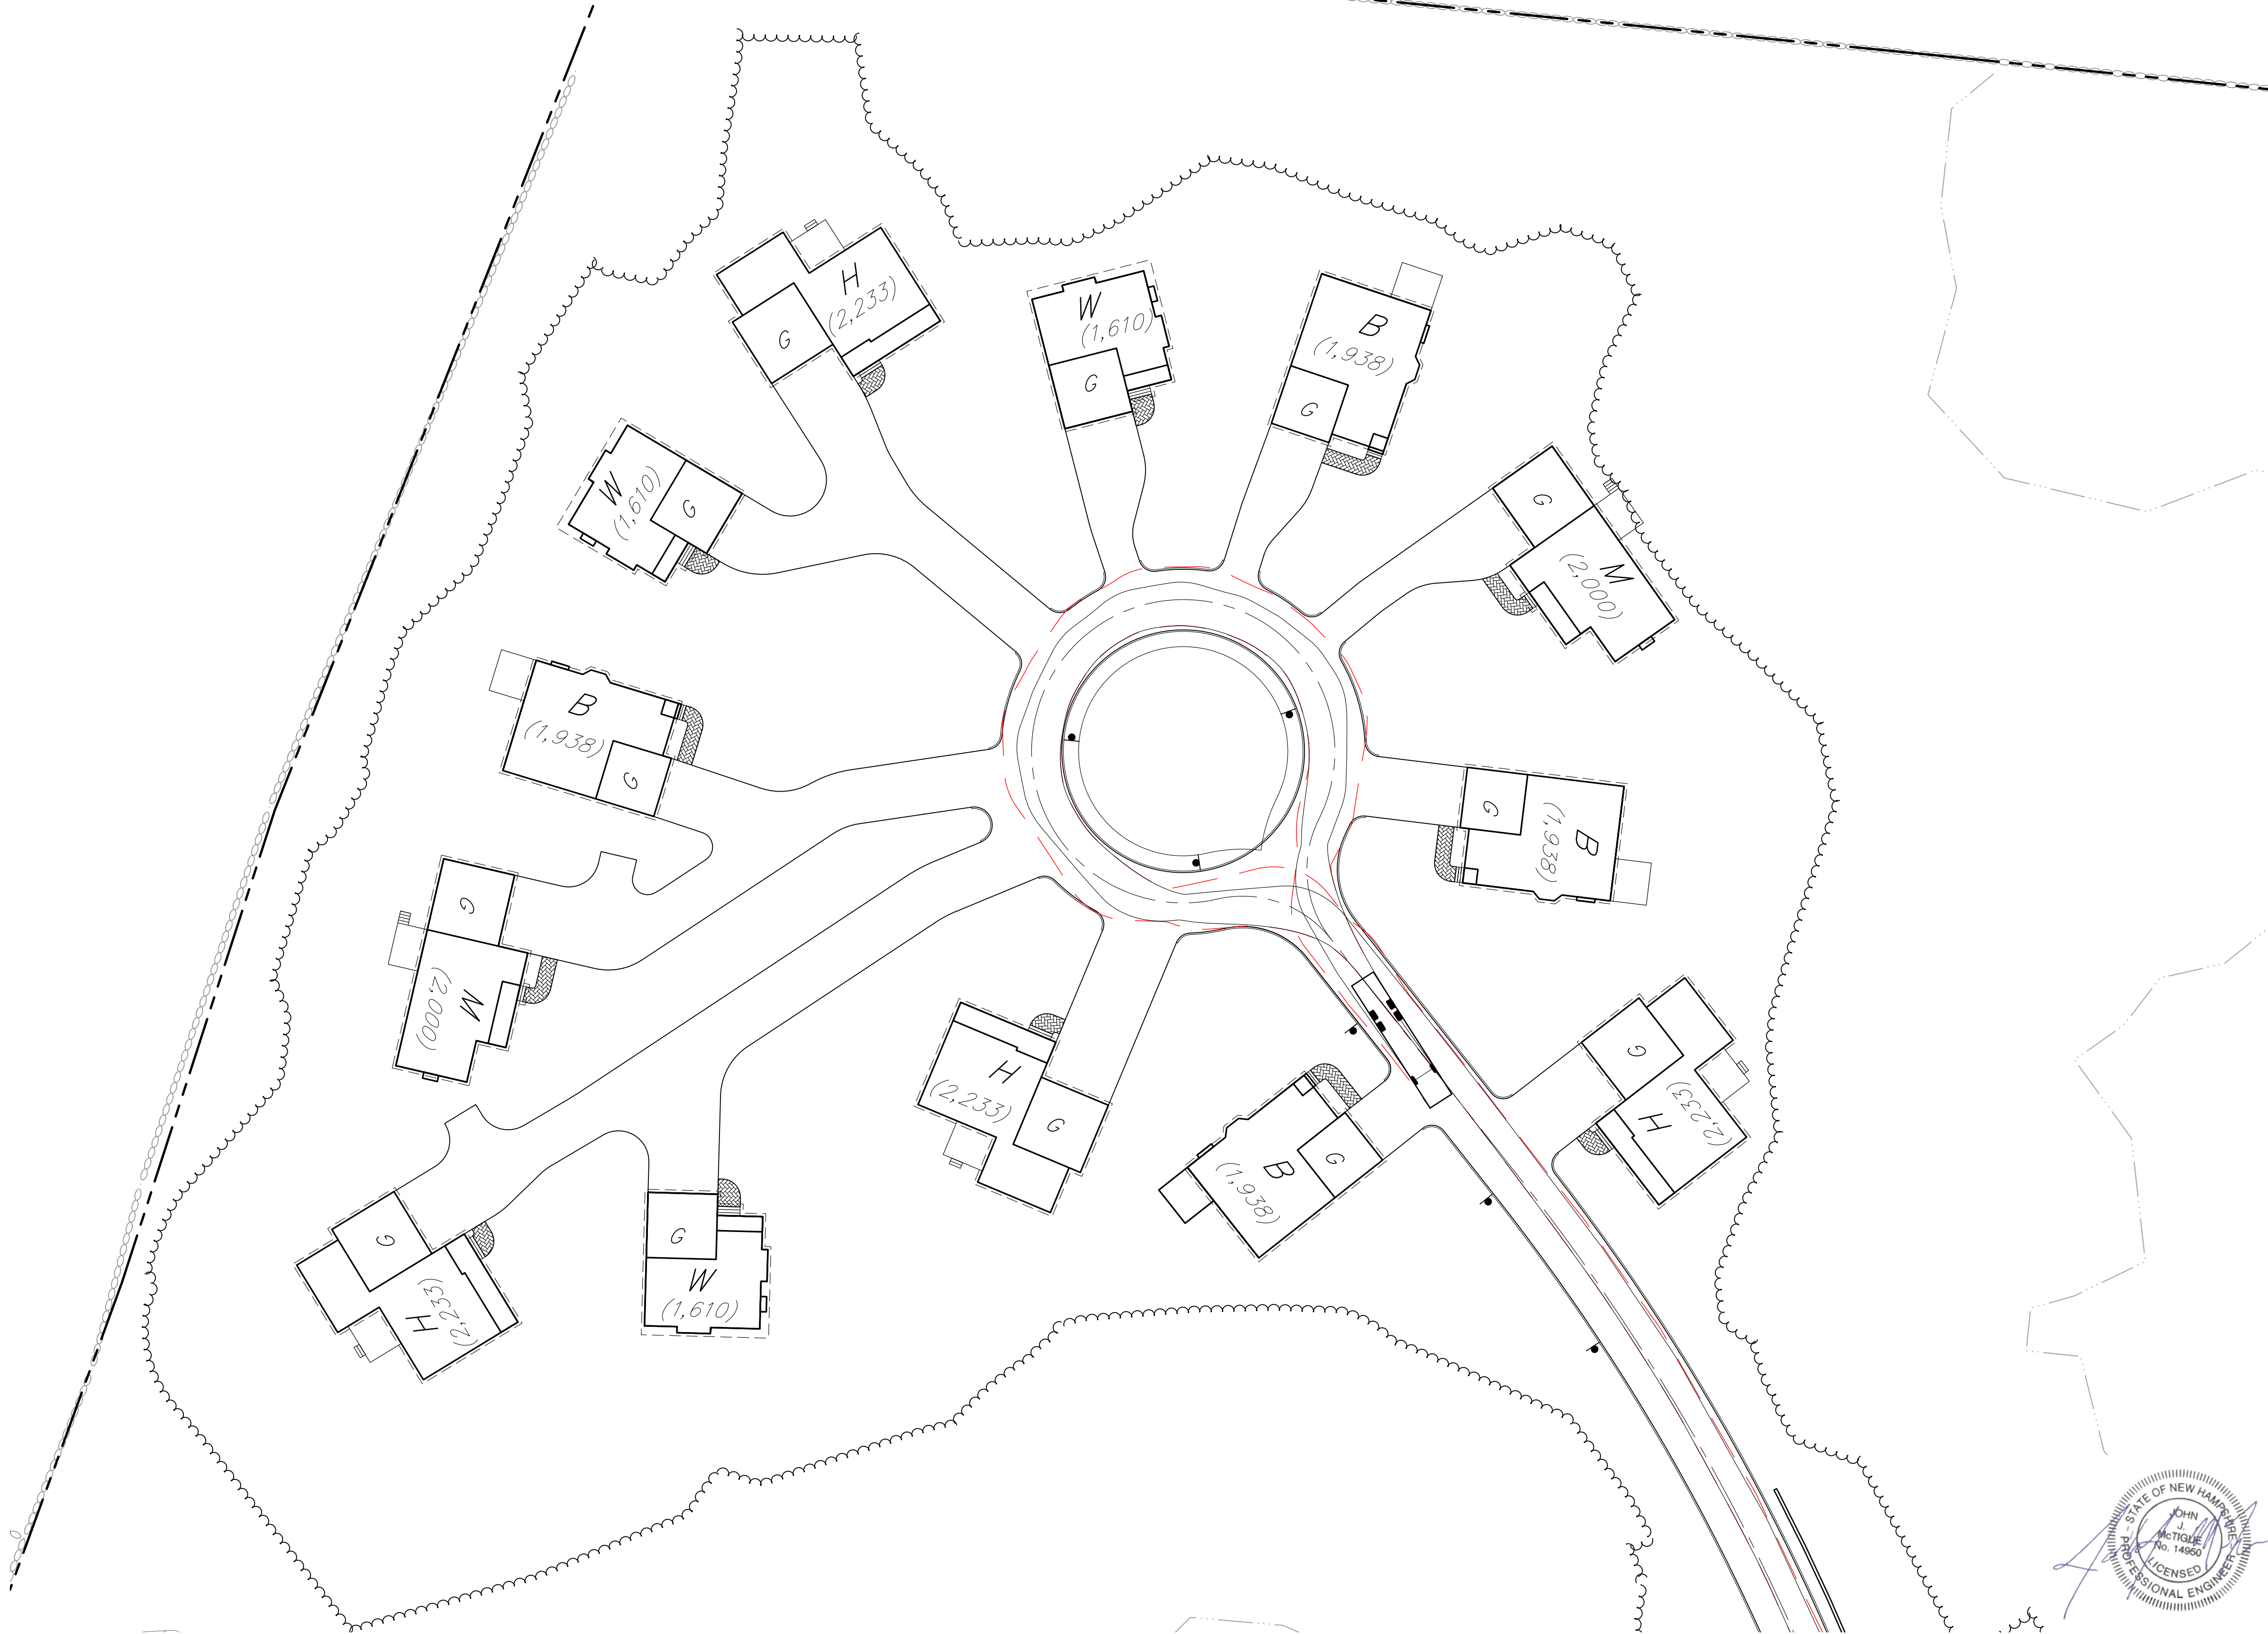 H
(2,233)
G
W
(1,610)
G
B
(1,938)
G
W
(1,610)
G
G
M
(2,000)
B
(1,938)
G
G
B
(1,938)
G
M
(2,000)
H
(2,233)
G
G
H
(2,233)
B
(1,938)
G
G
H
(2,233)
G
W
(1,610)
STATE OF NEW HAMPSHIRE
JOHN
J.
McTIGUE
No. 14950
LICENSED
PROFESSIONAL ENGINEER